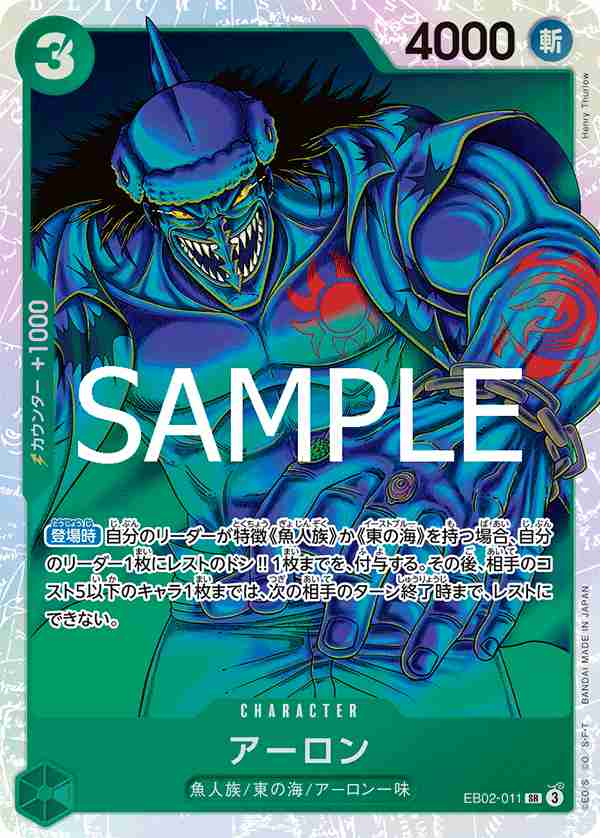 3
4000
斬
Henry Thurlow
カウンター +1000
SAMPLE
登場時 自分のリーダーが特徴《魚人族》か《東の海》を持つ場合、自分
のリーダー1枚にレストのドン!!1枚までを、付与する。その後、相手のコ
スト5以下のキャラ1枚までは、次の相手のターン終了時まで、レストに
できない。
BANDAI MADE IN JAPAN
©E.O/S. ©O. S・F・T
CHARACTER
アーロン
魚人族/東の海/アーロン一味
EB02-011 SR 3